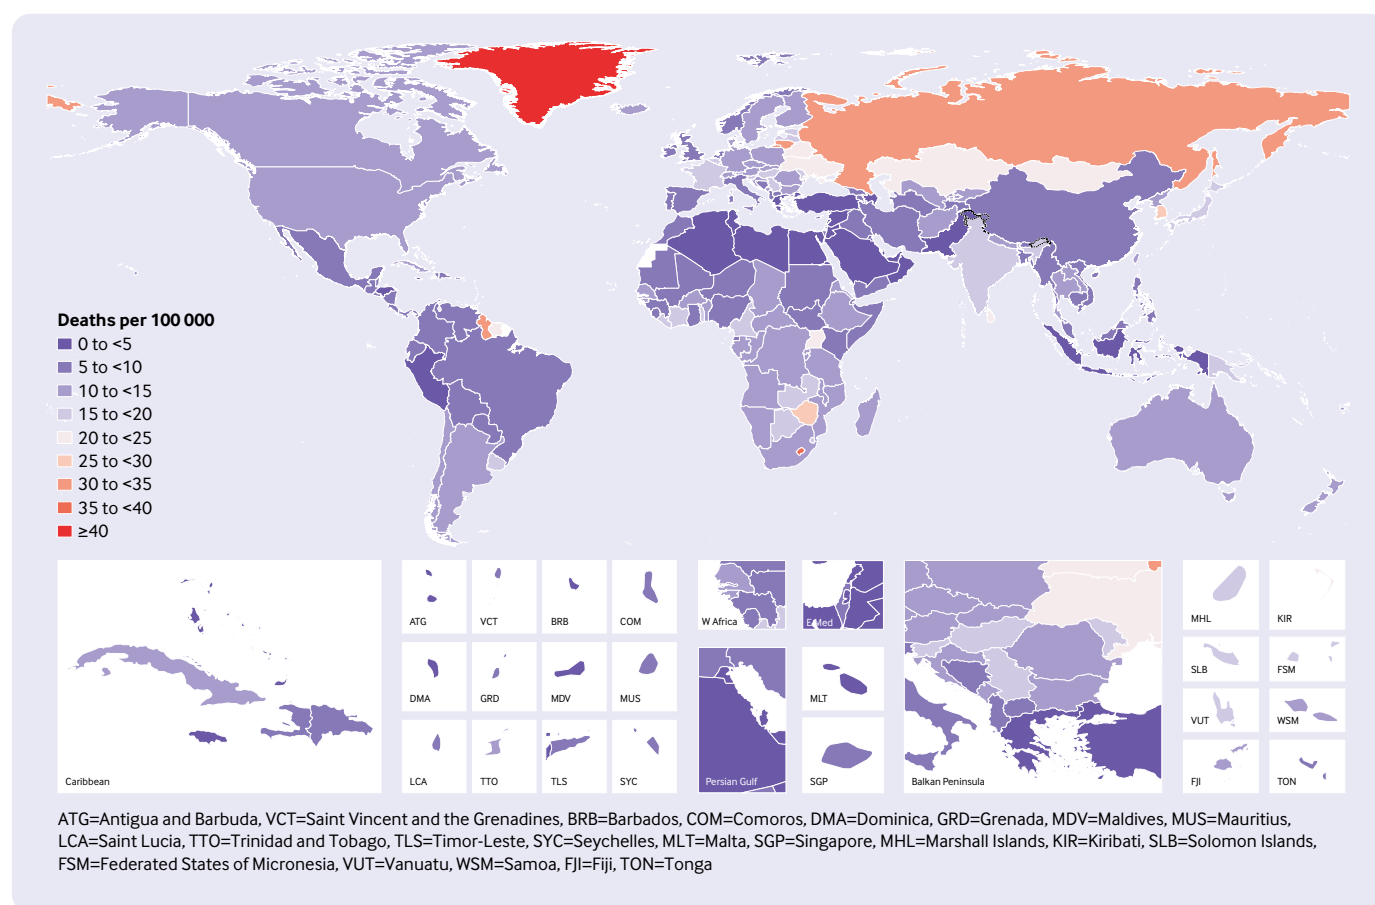 Deaths per 100 000
0 to <5
5 to <10
10 to <15
15 to <20
20 to <25
25 to <30
30 to <35
35 to <40
≥40
Caribbean
ATG
VCT
BRB
COM
DMA
GRD
MDV
MUS
LCA
TTO
TLS
SYC
W Africa
E Med
Persian Gulf
MLT
SGP
Balkan Peninsula
MHL
KIR
SLB
FSM
VUT
WSM
FJI
TON
ATG=Antigua and Barbuda, VCT=Saint Vincent and the Grenadines, BRB=Barbados, COM=Comoros, DMA=Dominica, GRD=Grenada, MDV=Maldives, MUS=Mauritius,
LCA=Saint Lucia, TTO=Trinidad and Tobago, TLS=Timor-Leste, SYC=Seychelles, MLT=Malta, SGP=Singapore, MHL=Marshall Islands, KIR=Kiribati, SLB=Solomon Islands,
FSM=Federated States of Micronesia, VUT=Vanuatu, WSM=Samoa, FJI=Fiji, TON=Tonga